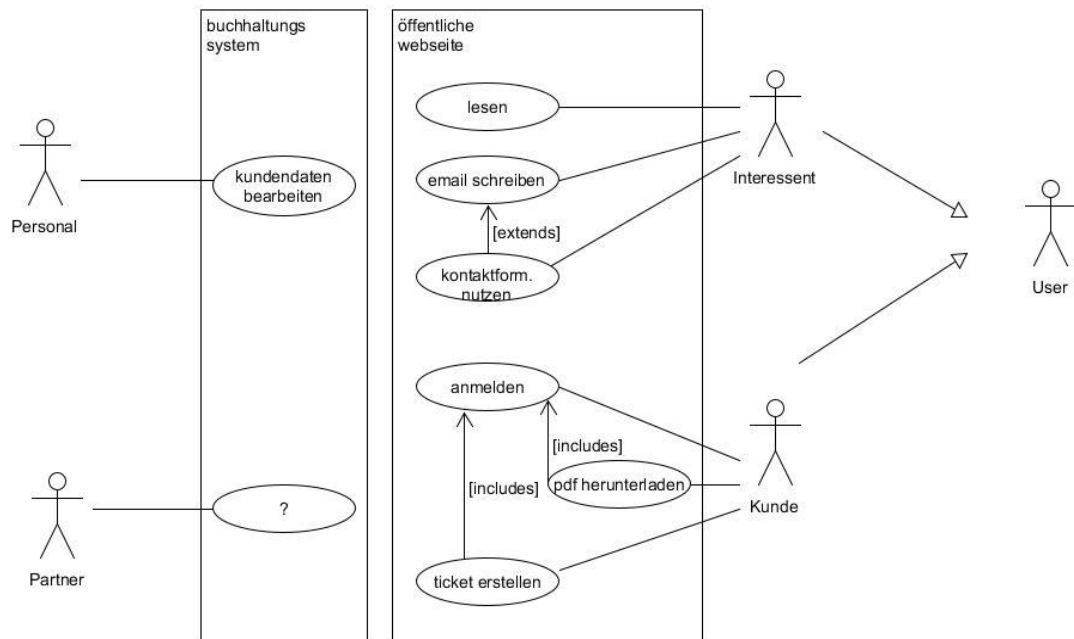 buchhaltungs
system
öffentliche
webseite
lesen
Interessent
kundendaten
bearbeiten
email schreiben
Personal
[extends]
kontaktform.
nutzen
User
anmelden
[includes]
pdf herunterladen
[includes]
Kunde
?
Partner
ticket erstellen